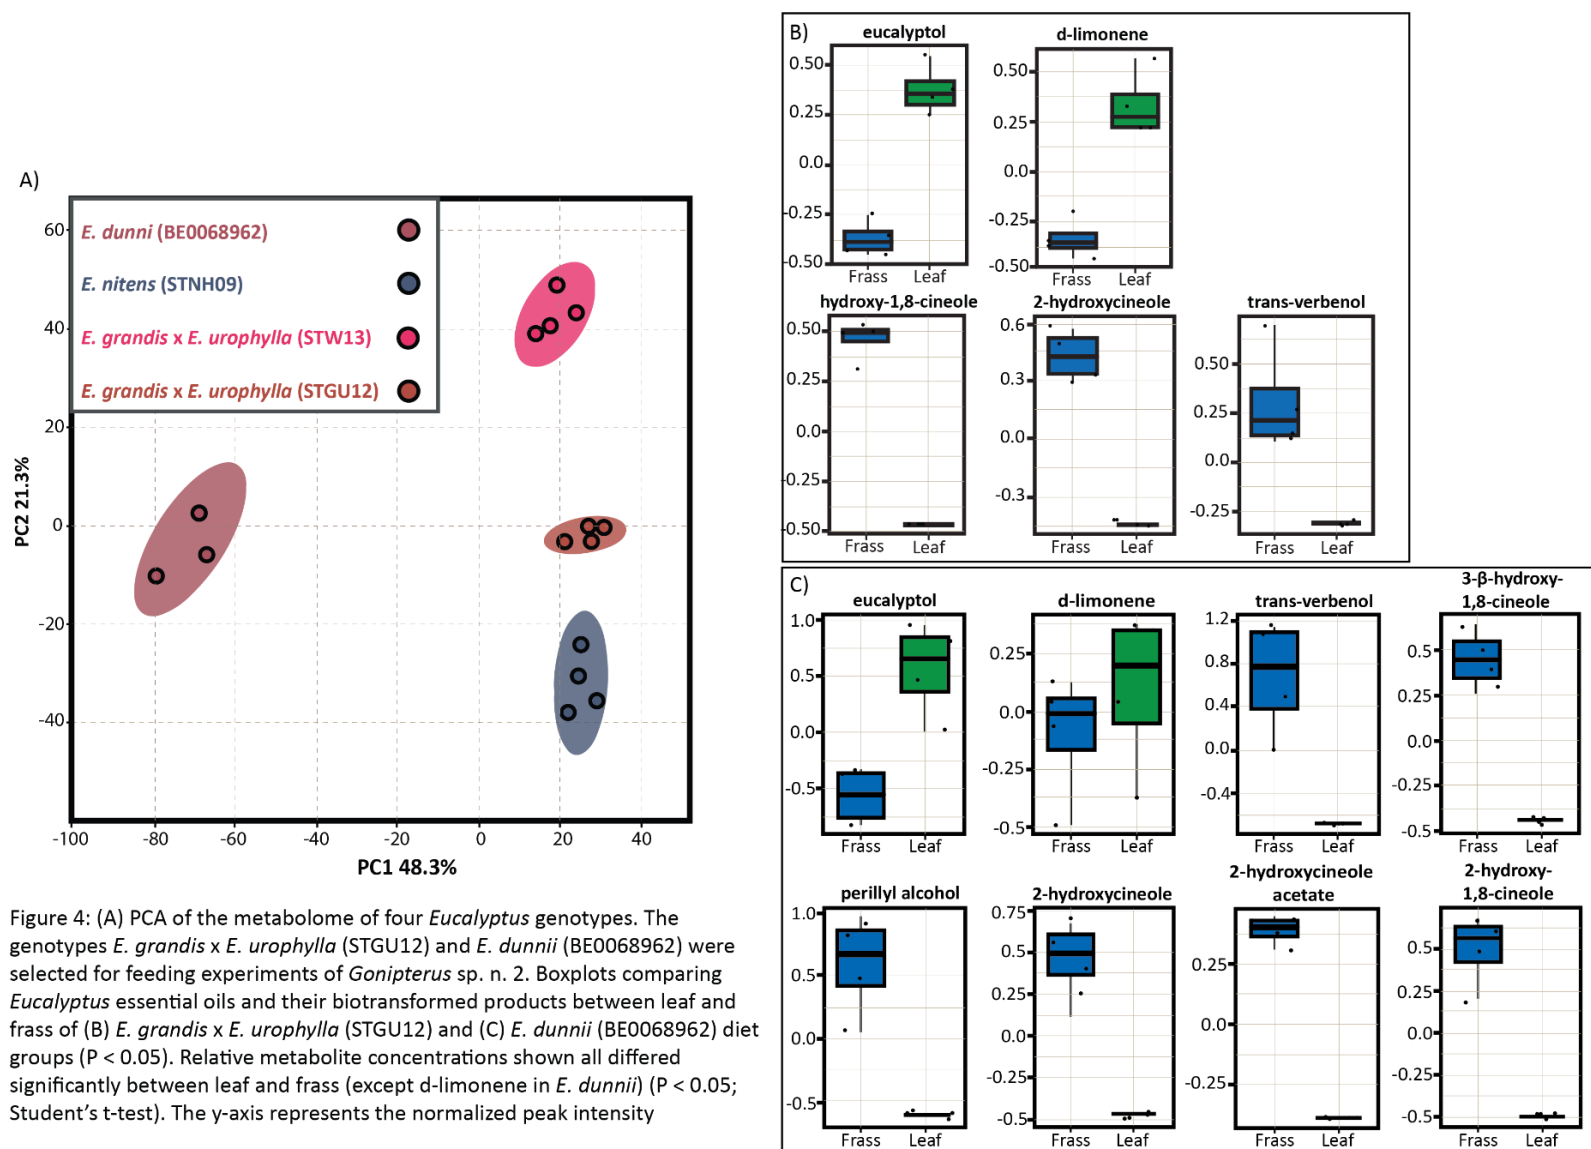 A)
E. dunni (BE0068962)
E. nitens (STNH09)
E. grandis x E. urophylla (STW13)
E. grandis x E. urophylla (STGU12)
60
40
20
0
-20
-40
PC2 21.3%
-100 -80 -60 -40 -20 0 20 40
PC1 48.3%
B)
eucalyptol
0.50
0.25
0.0
-0.25
-0.50
Frass Leaf
d-limonene
0.50
0.25
0.0
-0.25
-0.50
Frass Leaf
hydroxy-1,8-cineole
0.50
0.25
0.0
-0.25
-0.50
Frass Leaf
2-hydroxycineole
0.6
0.3
0.0
-0.3
Frass Leaf
trans-verbenol
0.50
0.25
0.0
-0.25
Frass Leaf
C)
eucalyptol
1.0
0.5
0.0
-0.5
Frass Leaf
d-limonene
0.25
0.0
-0.25
-0.5
Frass Leaf
trans-verbenol
1.2
0.8
0.4
0.0
-0.4
Frass Leaf
3-β-hydroxy-
1,8-cineole
0.5
0.25
0.0
-0.25
-0.5
Frass Leaf
perillyl alcohol
1.0
0.5
0.0
-0.5
Frass Leaf
2-hydroxycineole
0.75
0.5
0.25
0.0
-0.25
-0.5
Frass Leaf
2-hydroxycineole
acetate
0.25
0.0
-0.25
Frass Leaf
2-hydroxy-
1,8-cineole
0.5
0.25
0.0
-0.25
-0.5
Frass Leaf
Figure 4: (A) PCA of the metabolome of four Eucalyptus genotypes. The
genotypes E. grandis x E. urophylla (STGU12) and E. dunnii (BE0068962) were
selected for feeding experiments of Gonipterus sp. n. 2. Boxplots comparing
Eucalyptus essential oils and their biotransformed products between leaf and
frass of (B) E. grandis x E. urophylla (STGU12) and (C) E. dunnii (BE0068962) diet
groups (P < 0.05). Relative metabolite concentrations shown all differed
significantly between leaf and frass (except d-limonene in E. dunnii) (P < 0.05;
Student's t-test). The y-axis represents the normalized peak intensity